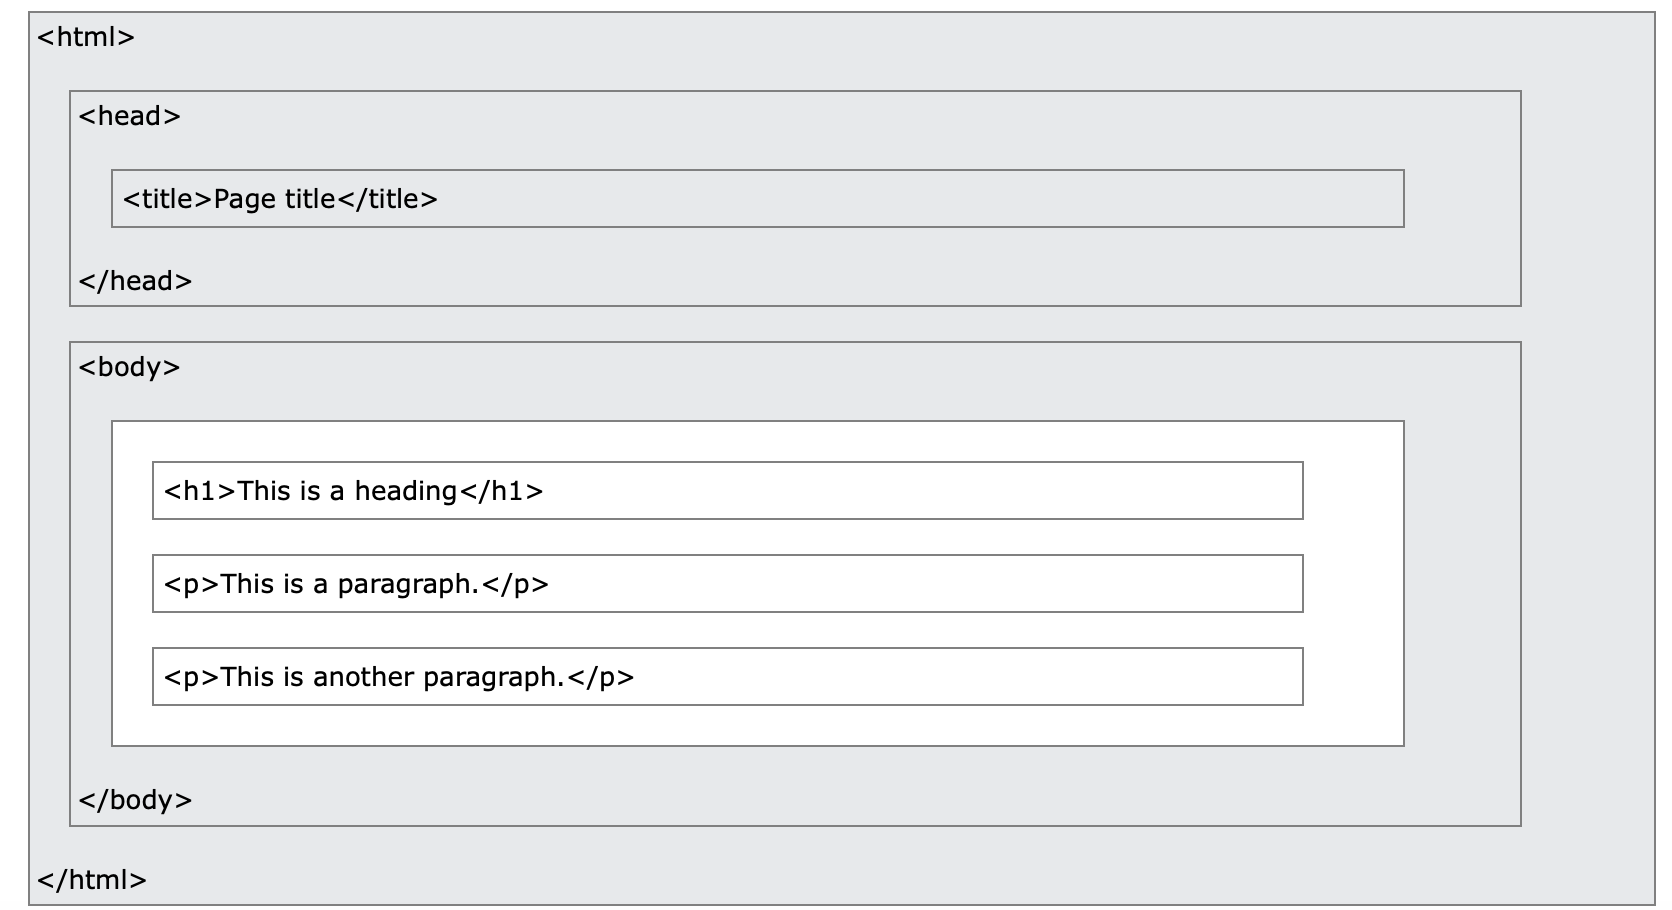 <html>
<head>
<title>Page title</title>
</head>
<body>
<h1>This is a heading</h1>
<p>This is a paragraph.</p>
<p>This is another paragraph.</p>
</body>
</html>